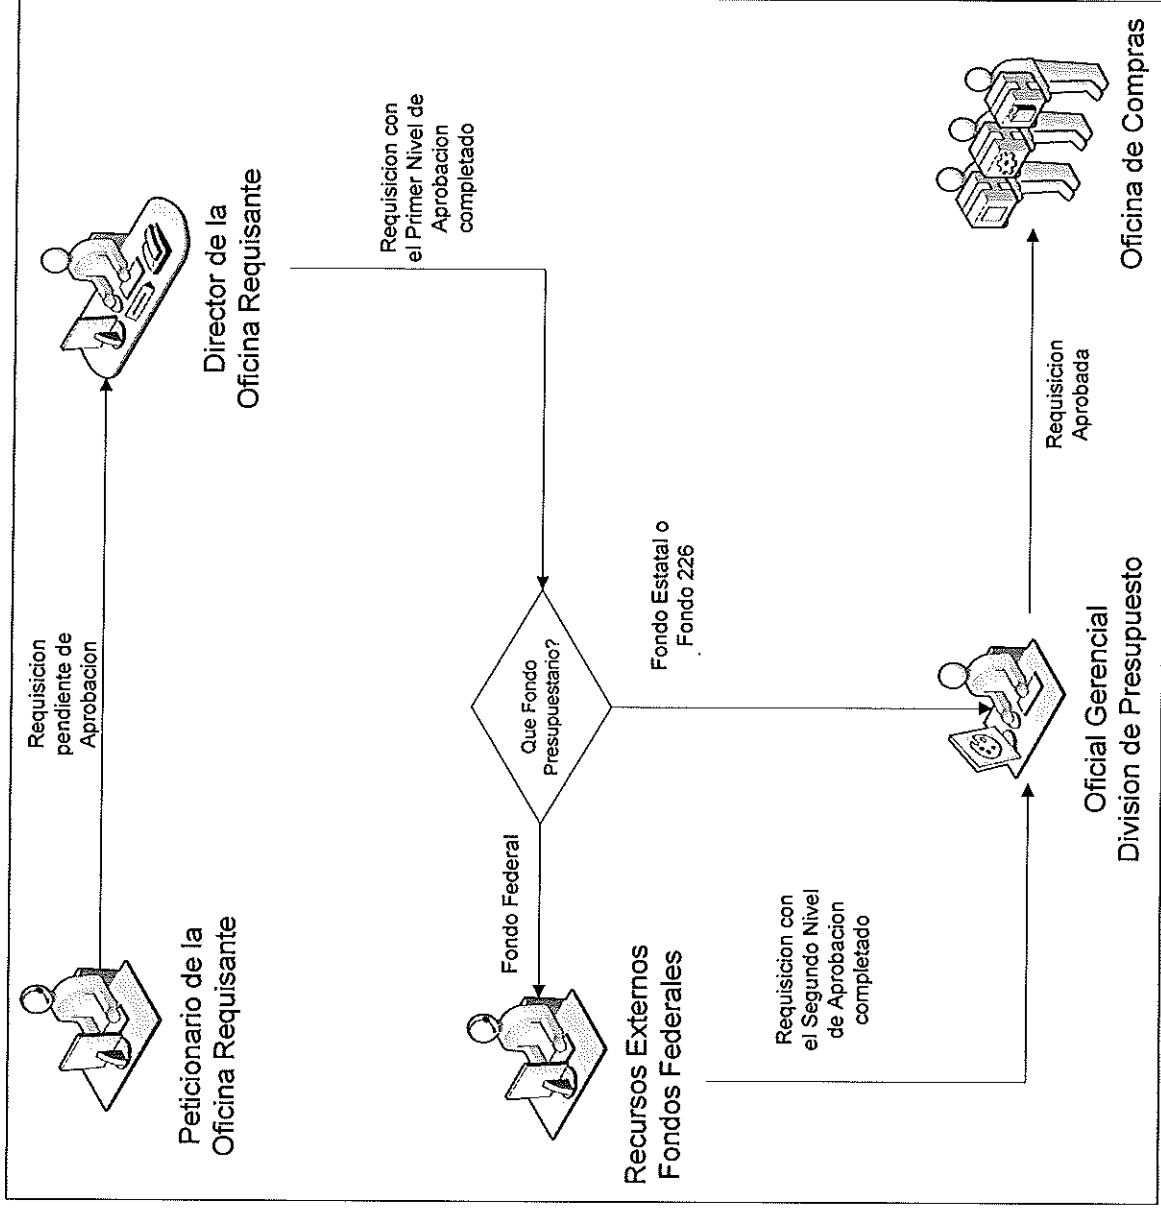 Peticionario de la
Oficina Requisante
Requisicion
pendiente de
Aprobacion
Director de la
Oficina Requisante
Requisicion con
el Primer Nivel de
Aprobacion
completado
Que Fondo
Presupuestario?
Fondo Federal
Recursos Externos
Fondos Federales
Fondo Estatal o
Fondo 226
Requisicion con
el Segundo Nivel
de Aprobacion
completado
Oficial Gerencial
Division de Presupuesto
Requisicion
Aprobada
Oficina de Compras